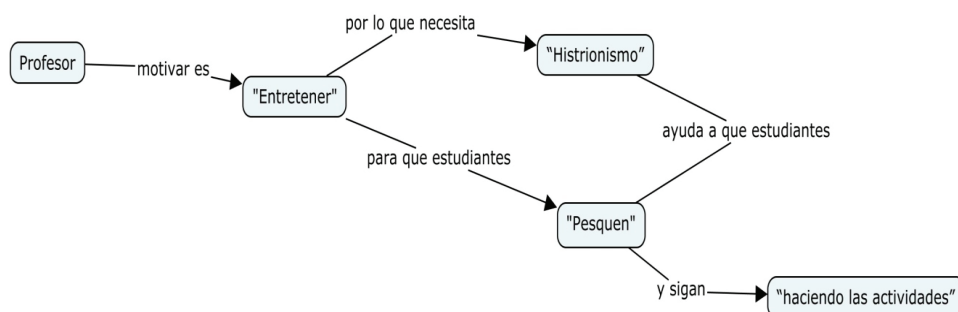 por lo que necesita
Profesor
motivar es
"Entretener"
“Histrionismo”
ayuda a que estudiantes
para que estudiantes
"Pesquen"
y sigan
“haciendo las actividades”